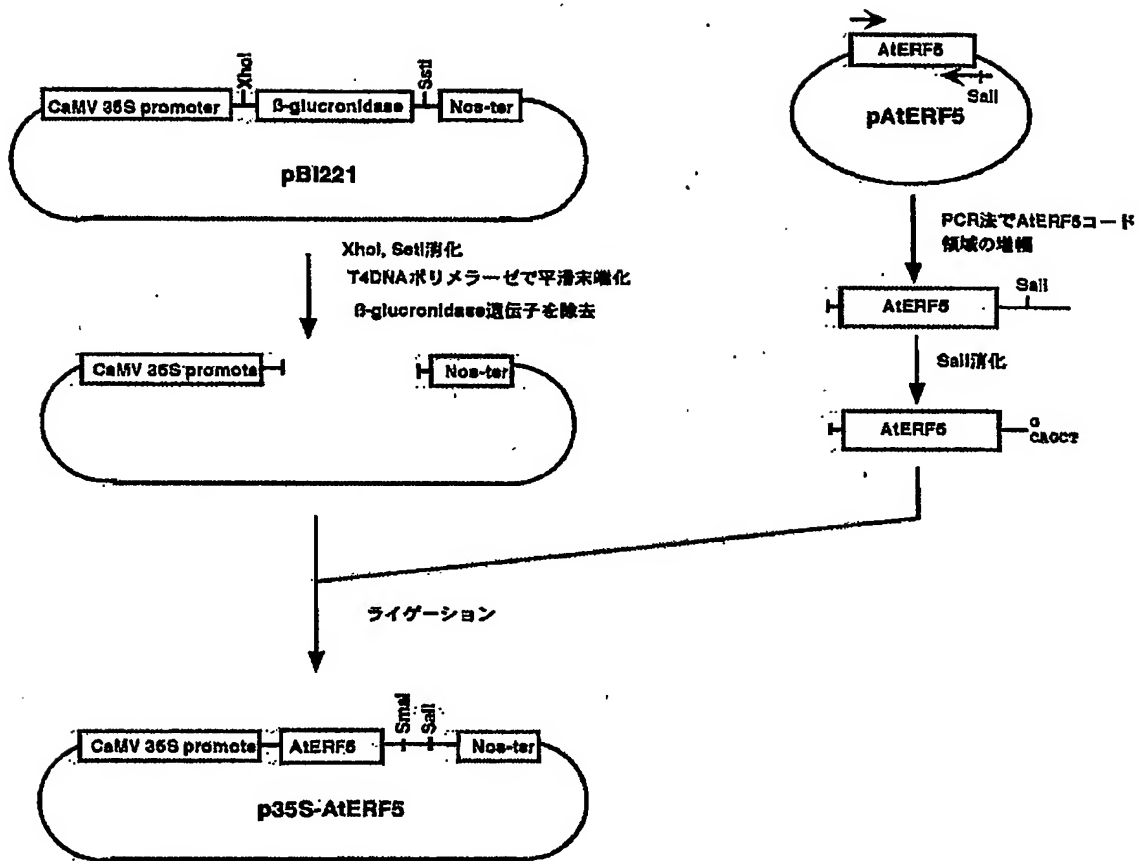 XhoI
SstI
CaMV 35S promoter
β-glucronidase
Nos-ter
pBI221
AtERF5
SalI
pAtERF5
XhoI, SstI消化
T4DNAポリメラーゼで平滑末端化
β-glucronidase遺伝子を除去
PCR法でAtERF5コード
領域の増幅
SalI
AtERF5
SalI消化
CaMV 35S promote
Nos-ter
AtERF5
G
CAGCT
ライゲーション
SmaI
SalI
CaMV 35S promote
AtERF5
Nos-ter
p35S-AtERF5